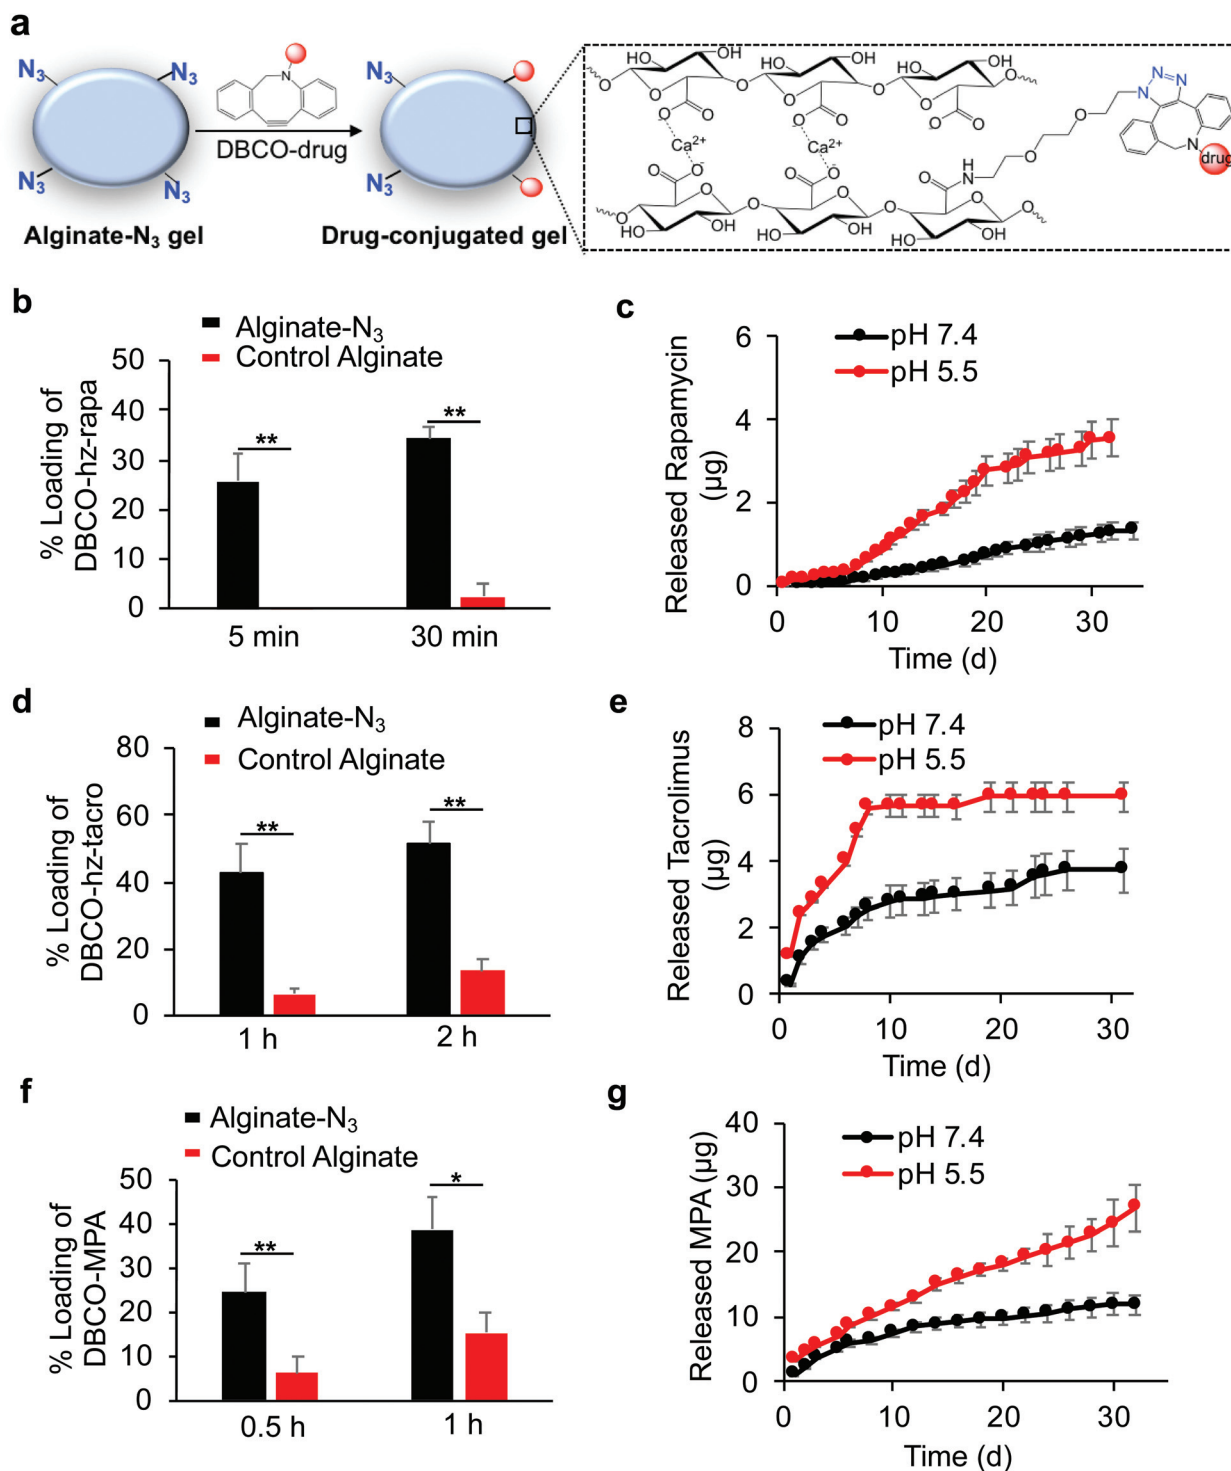 a
N₃
N₃
N₃
N₃
N
DBCO-drug
Alginate-N₃ gel
N₃
N₃
Drug-conjugated gel
HO
OH
HO
OH
HO
OH
O
O
O
O
O
O
O
O
O
O
O
O
Ca²⁺
Ca²⁺
O
O
O
O
O
NH
O
O
O
O
O
O
O
HO
OH
HO
OH
HO
OH
O
O
N
N
N
N
drug
b
Alginate-N₃
Control Alginate
% Loading of
DBCO-hz-rapa
50
40
30
20
10
0
**
**
5 min
30 min
c
pH 7.4
pH 5.5
Released Rapamycin
(µg)
6
4
2
0
0
10
20
30
Time (d)
d
Alginate-N₃
Control Alginate
% Loading of
DBCO-hz-tacro
80
60
40
20
0
**
**
1 h
2 h
e
pH 7.4
pH 5.5
Released Tacrolimus
(µg)
8
6
4
2
0
0
10
20
30
Time (d)
f
Alginate-N₃
Control Alginate
% Loading of
DBCO-MPA
50
40
30
20
10
0
**
*
0.5 h
1 h
g
pH 7.4
pH 5.5
Released MPA (µg)
40
30
20
10
0
0
10
20
30
Time (d)